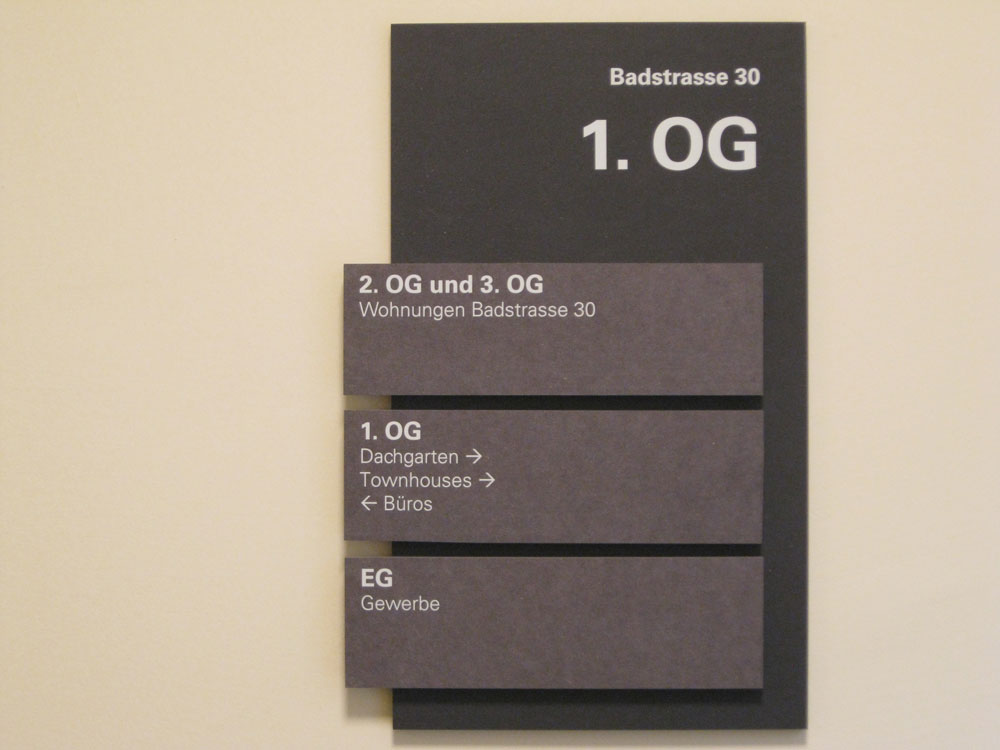 Badstrasse 30
1. OG
2. OG und 3. OG
Wohnungen Badstrasse 30
1. OG
Dachgarten →
Townhouses →
← Büros
EG
Gewerbe